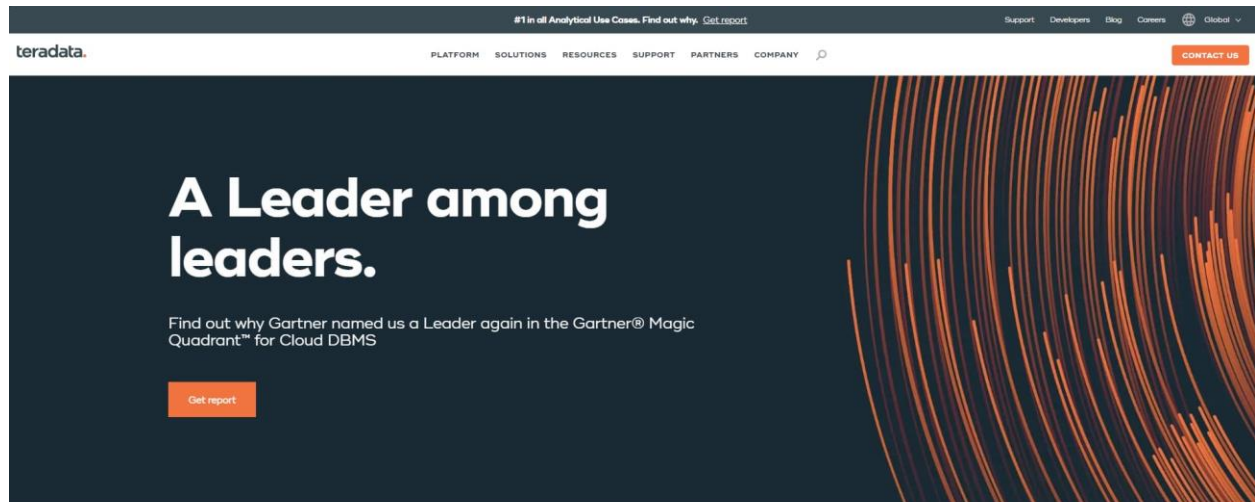 #1 in all Analytical Use Cases. Find out why. Get report
Support Developers Blog Careers Global
teradata.
PLATFORM SOLUTIONS RESOURCES SUPPORT PARTNERS COMPANY
CONTACT US
A Leader among
leaders.
Find out why Gartner named us a Leader again in the Gartner® Magic
Quadrant™ for Cloud DBMS
Get report